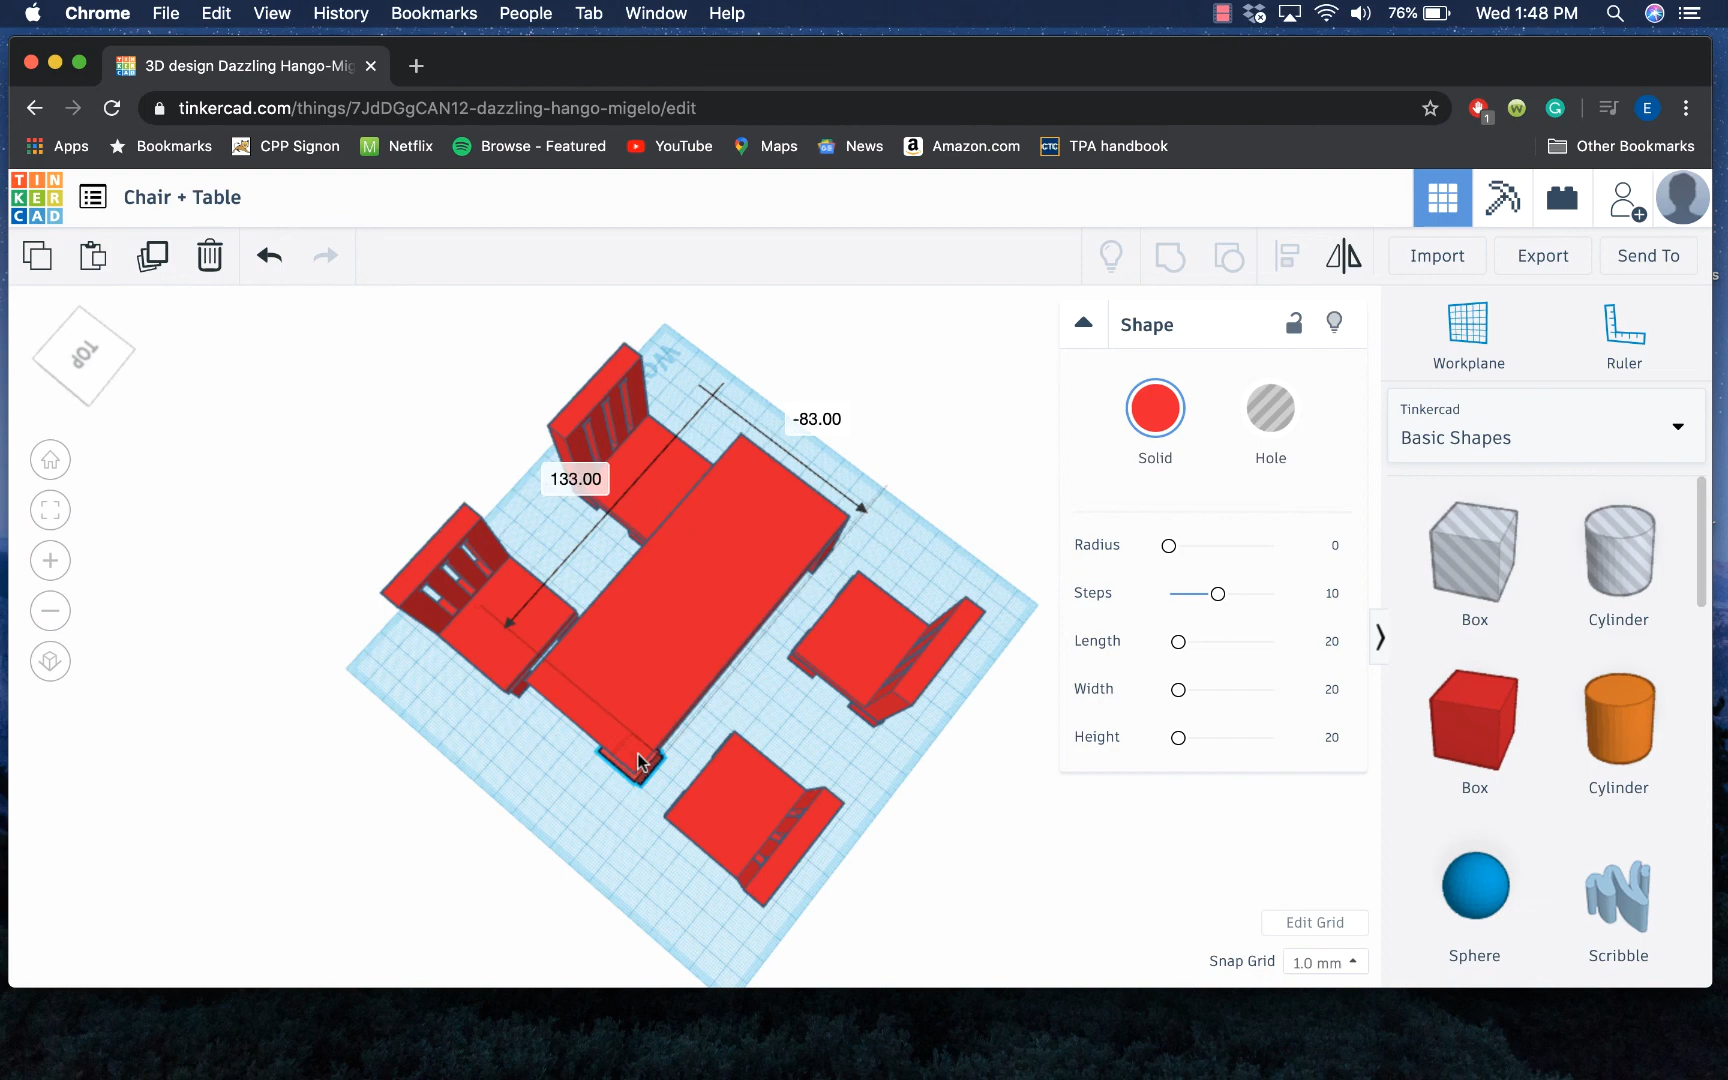 Chrome File Edit View History Bookmarks People Tab Window Help 76% Wed 1:48 PM
3D design Dazzling Hango-Mig
tinkercad.com/things/7JdDGgCAN12-dazzling-hango-migelo/edit 1 E
Apps Bookmarks CPP Signon Netflix Browse - Featured YouTube Maps News Amazon.com CTC TPA handbook Other Bookmarks
TIN
KER
CAD
Chair + Table
Import Export Send To
TOP
Shape
Workplane Ruler
Solid Hole
-83.00
133.00
Tinkercad
Basic Shapes
Radius 0
Steps 10
Length 20
Width 20
Height 20
Box Cylinder
Box Cylinder
Sphere Scribble
Edit Grid
Snap Grid 1.0 mm